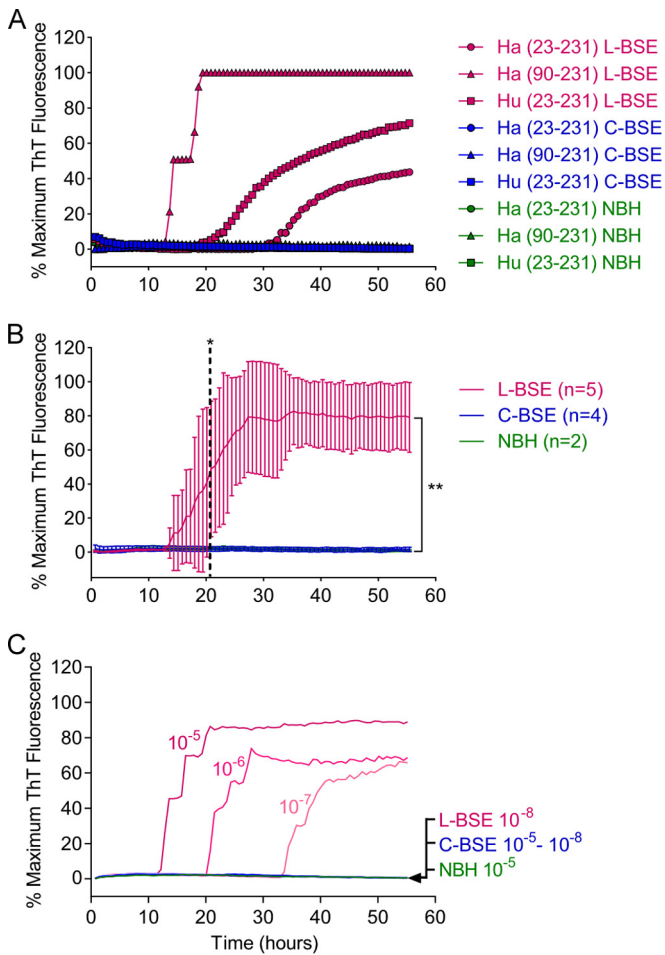 A
120
100
80
60
40
20
0
% Maximum ThT Fluorescence
0 10 20 30 40 50 60
Ha (23-231) L-BSE
Ha (90-231) L-BSE
Hu (23-231) L-BSE
Ha (23-231) C-BSE
Ha (90-231) C-BSE
Hu (23-231) C-BSE
Ha (23-231) NBH
Ha (90-231) NBH
Hu (23-231) NBH
B
120
100
80
60
40
20
0
% Maximum ThT Fluorescence
0 10 20 30 40 50 60
*
**
L-BSE (n=5)
C-BSE (n=4)
NBH (n=2)
C
120
100
80
60
40
20
0
% Maximum ThT Fluorescence
10⁻⁵
10⁻⁶
10⁻⁷
L-BSE 10⁻⁸
C-BSE 10⁻⁵- 10⁻⁸
NBH 10⁻⁵
0 10 20 30 40 50 60
Time (hours)